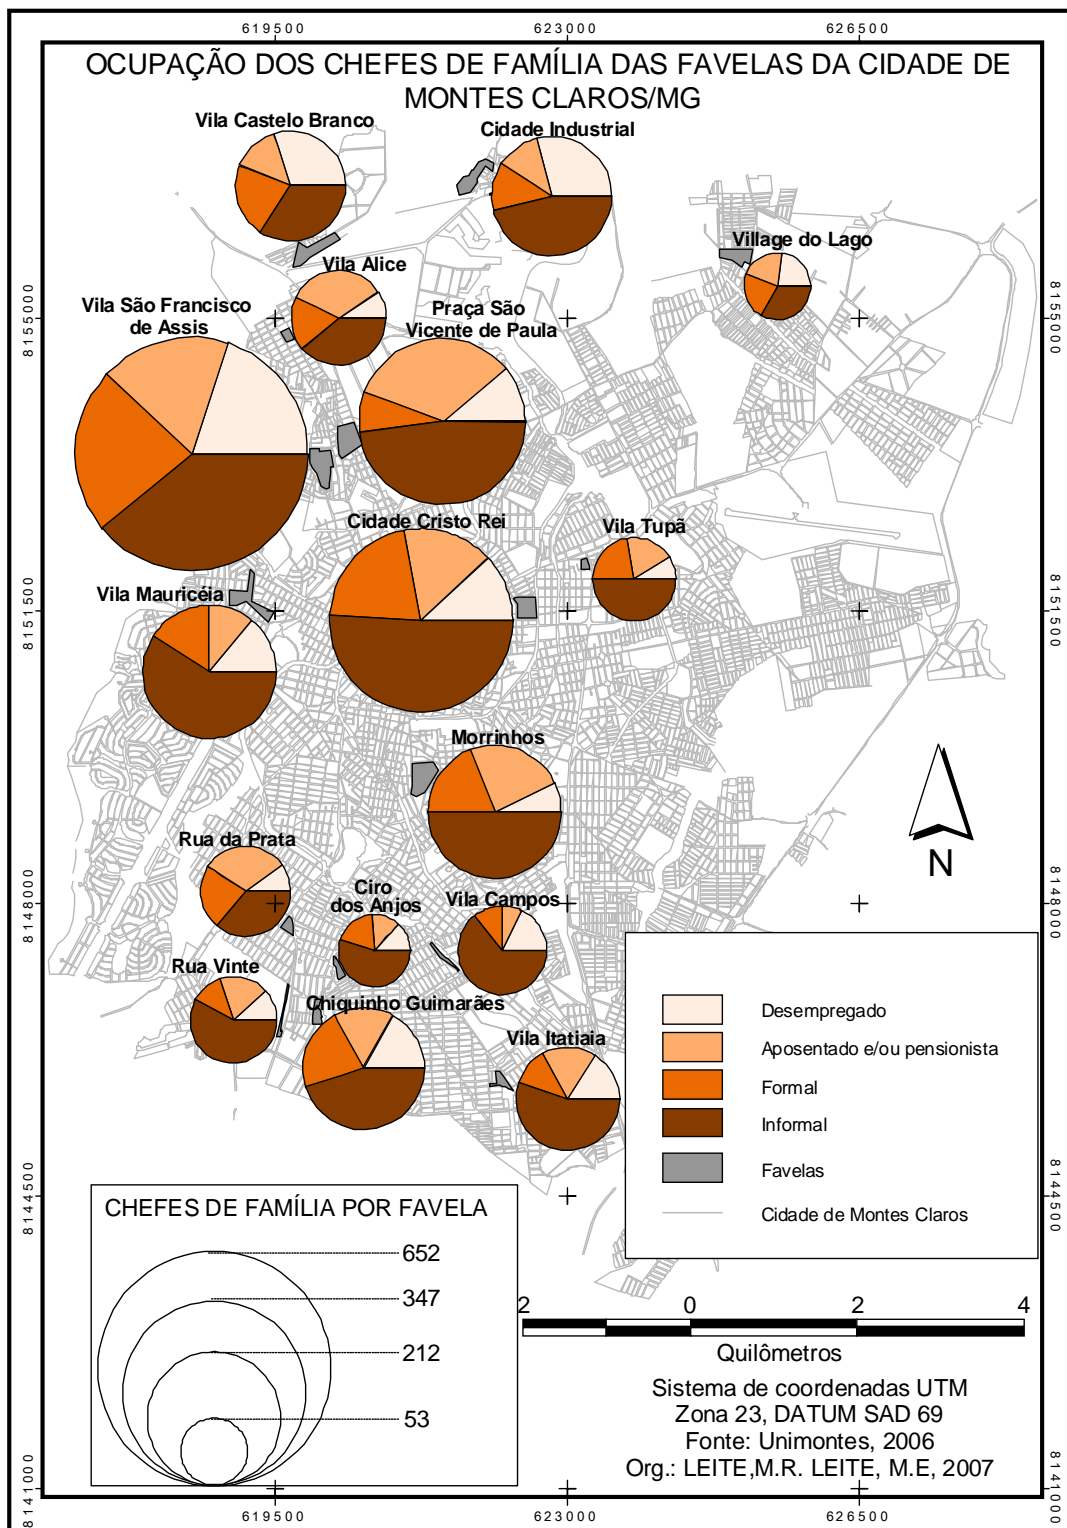 619500
623000
626500
OCUPAÇÃO DOS CHEFES DE FAMÍLIA DAS FAVELAS DA CIDADE DE
MONTES CLAROS/MG
Vila Castelo Branco
Cidade Industrial
Village do Lago
Vila Alice
Vila São Francisco
de Assis
Praça São
Vicente de Paula
8155000
8155000
Cidade Cristo Rei
Vila Tupã
Vila Mauricéia
8151500
8151500
Morrinhos
N
Rua da Prata
Ciro
dos Anjos
Vila Campos
8148000
8148000
Rua Vinte
Chiquinho Guimarães
Vila Itatiaia
Desempregado
Aposentado e/ou pensionista
Formal
Informal
Favelas
Cidade de Montes Claros
8144500
8144500
CHEFES DE FAMÍLIA POR FAVELA
652
347
212
53
2 0 2 4
Quilômetros
Sistema de coordenadas UTM
Zona 23, DATUM SAD 69
Fonte: Unimontes, 2006
Org.: LEITE,M.R. LEITE, M.E, 2007
8141000
8141000
619500
623000
626500